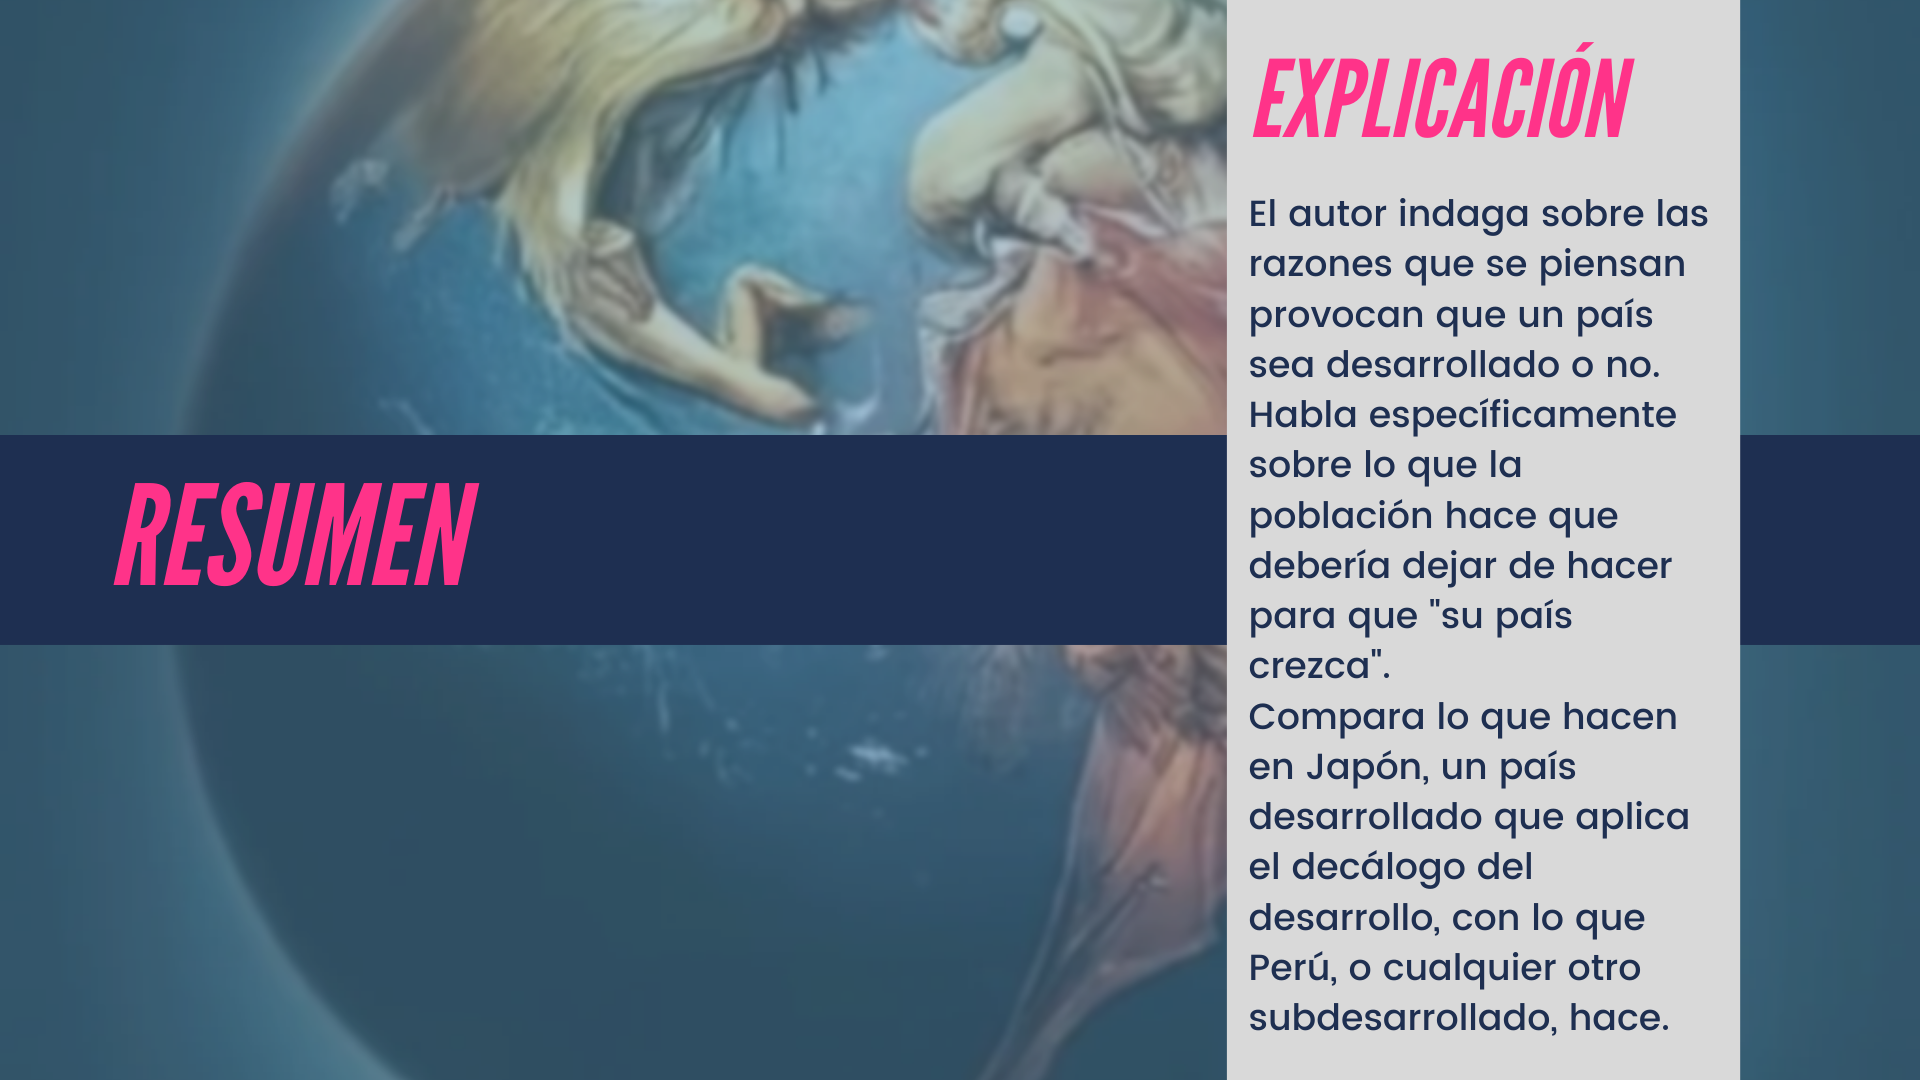 RESUMEN
EXPLICACIÓN
El autor indaga sobre las
razones que se piensan
provocan que un país
sea desarrollado o no.
Habla específicamente
sobre lo que la
población hace que
debería dejar de hacer
para que "su país
crezca".
Compara lo que hacen
en Japón, un país
desarrollado que aplica
el decálogo del
desarrollo, con lo que
Perú, o cualquier otro
subdesarrollado, hace.